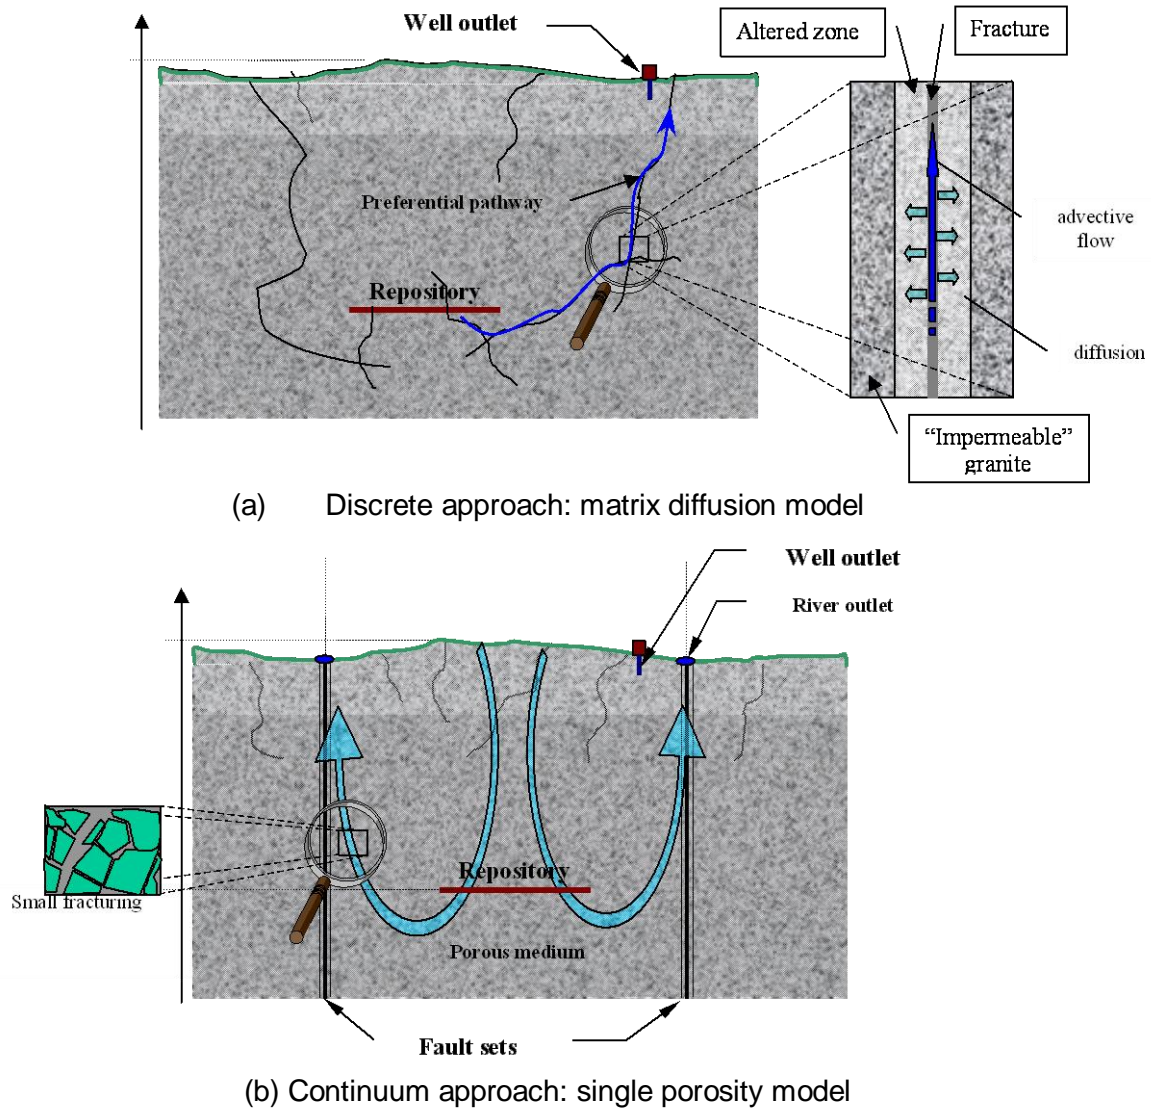 Well outlet
Altered zone
Fracture
Preferential pathway
Repository
advective
flow
diffusion
“Impermeable”
granite
(a) Discrete approach: matrix diffusion model
Well outlet
River outlet
Repository
Small fracturing
Porous medium
Fault sets
(b) Continuum approach: single porosity model